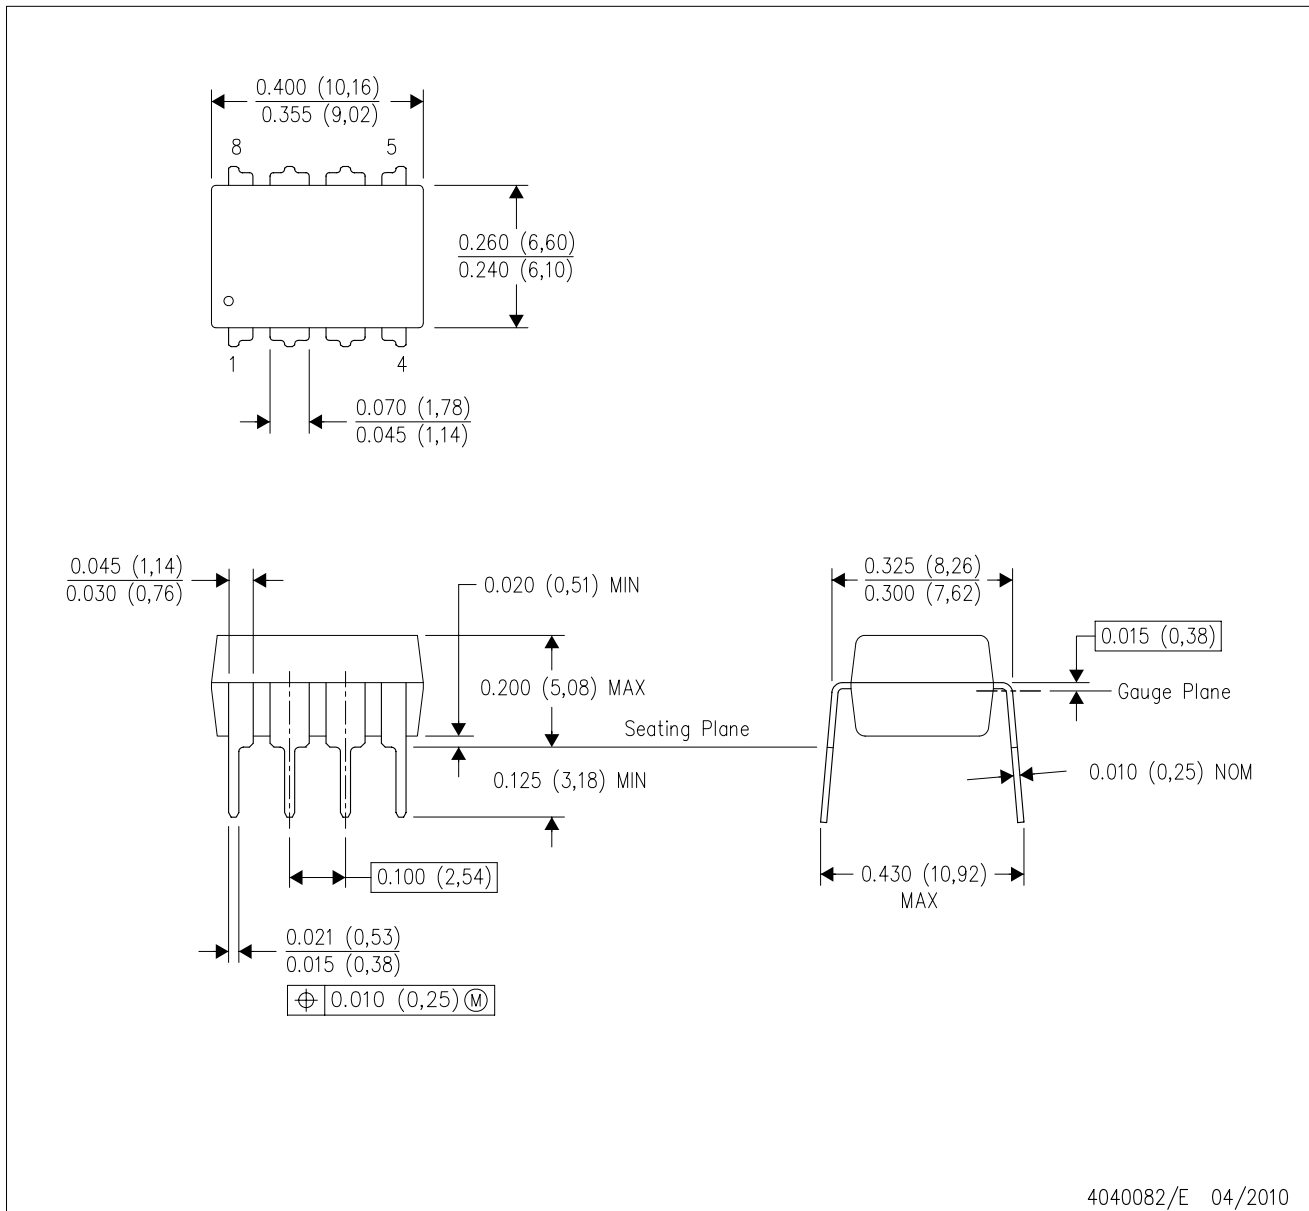 0.400 (10,16)
0.355 (9,02)
8
5
0.260 (6,60)
0.240 (6,10)
1
4
0.070 (1,78)
0.045 (1,14)
0.045 (1,14)
0.030 (0,76)
0.020 (0,51) MIN
0.325 (8,26)
0.300 (7,62)
0.015 (0,38)
0.200 (5,08) MAX
Gauge Plane
Seating Plane
0.125 (3,18) MIN
0.010 (0,25) NOM
0.100 (2,54)
0.430 (10,92)
MAX
0.021 (0,53)
0.015 (0,38)
⌖ 0.010 (0,25) Ⓜ
4040082/E 04/2010